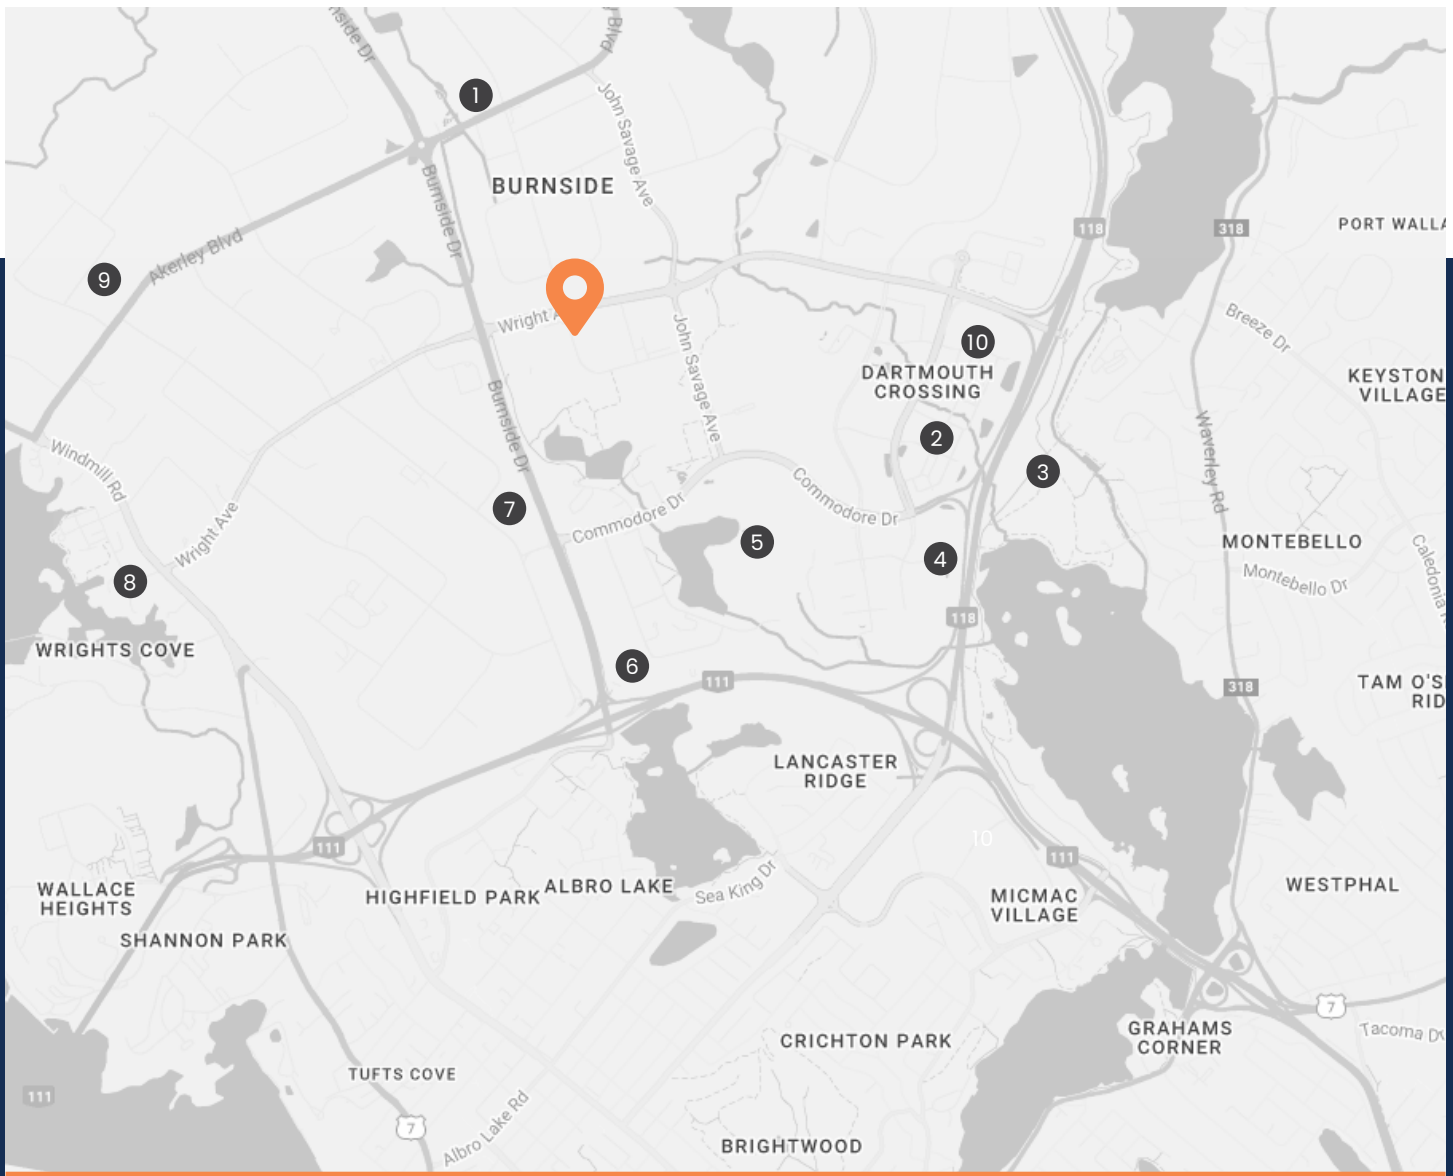 nside Dr
Blvd
1
John Savage Ave
BURNSIDE
Burnside Dr
118
318
PORT WALLA
Akerley Blvd
9
Wright A
Breeze Dr
10
DARTMOUTH
CROSSING
John Savage Ave
KEYSTON
VILLAGE
Burnside Dr
2
Windmill Rd
3
Waverley Rd
Commodore Dr
Commodore Dr
7
Wright Ave
5
4
MONTEBELLO
Montebello Dr
Caledonia
8
118
WRIGHTS COVE
6
111
318
TAM O'S
RID
LANCASTER
RIDGE
10
111
111
WALLACE
HEIGHTS
HIGHFIELD PARK
ALBRO LAKE
Sea King Dr
MICMAC
VILLAGE
WESTPHAL
SHANNON PARK
7
GRAHAMS
CORNER
Tacoma D
CRICHTON PARK
TUFTS COVE
111
7
Albro Lake Rd
BRIGHTWOOD